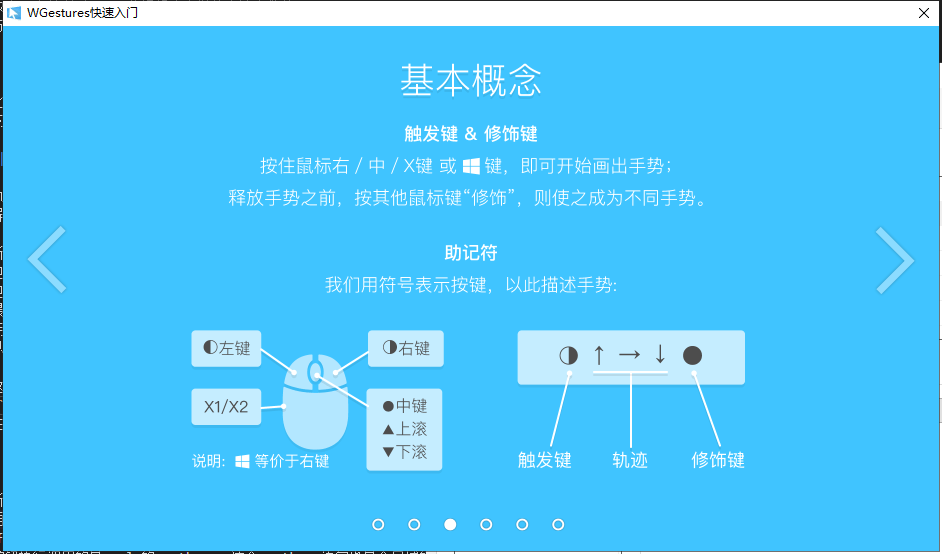 WGestures快速入门
基本概念
触发键 & 修饰键
按住鼠标右 / 中 / X键 或 键，即可开始画出手势；
释放手势之前，按其他鼠标键“修饰”，则使之成为不同手势。
助记符
我们用符号表示按键，以此描述手势:
◐左键
◑右键
X1/X2
●中键
▲上滚
▼下滚
说明: 等价于右键
◑ ↑ → ↓ ●
触发键 轨迹 修饰键